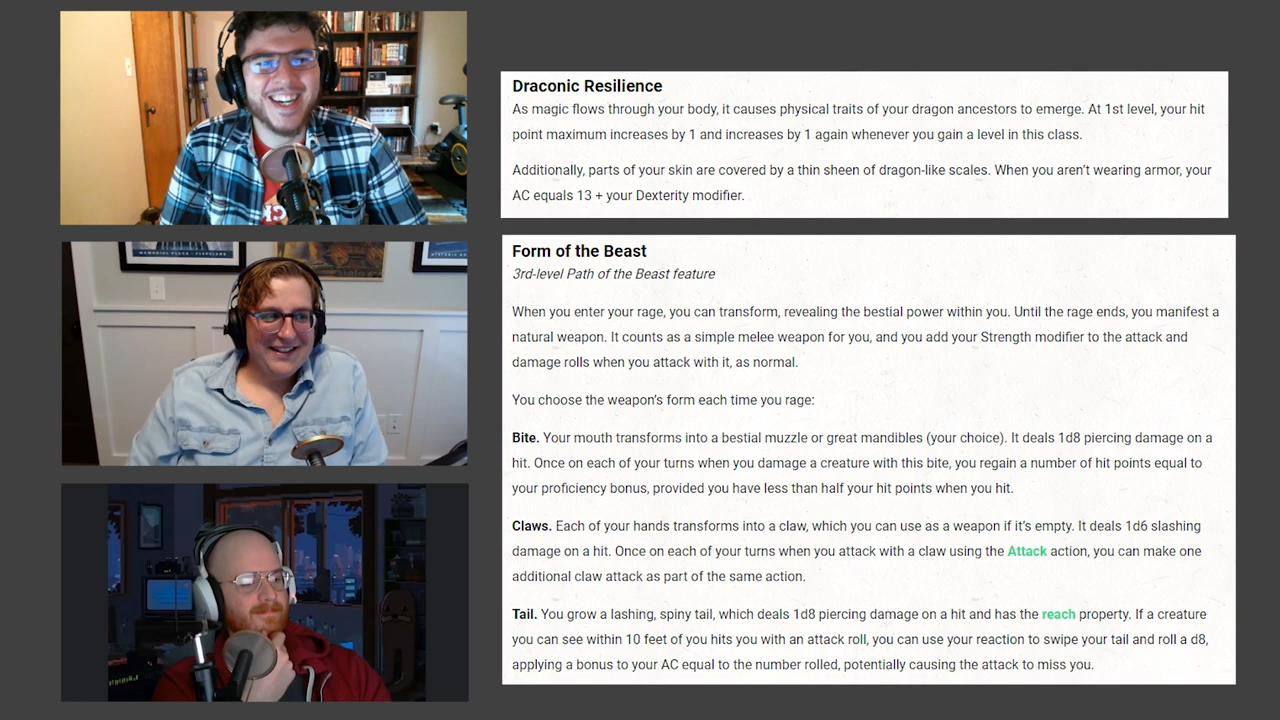 MEMORIAL PLAZA · CLEVELAND
Draconic Resilience
As magic flows through your body, it causes physical traits of your dragon ancestors to emerge. At 1st level, your hit
point maximum increases by 1 and increases by 1 again whenever you gain a level in this class.
Additionally, parts of your skin are covered by a thin sheen of dragon-like scales. When you aren’t wearing armor, your
AC equals 13 + your Dexterity modifier.
Form of the Beast
3rd-level Path of the Beast feature
When you enter your rage, you can transform, revealing the bestial power within you. Until the rage ends, you manifest a
natural weapon. It counts as a simple melee weapon for you, and you add your Strength modifier to the attack and
damage rolls when you attack with it, as normal.
You choose the weapon’s form each time you rage:
Bite. Your mouth transforms into a bestial muzzle or great mandibles (your choice). It deals 1d8 piercing damage on a
hit. Once on each of your turns when you damage a creature with this bite, you regain a number of hit points equal to
your proficiency bonus, provided you have less than half your hit points when you hit.
Claws. Each of your hands transforms into a claw, which you can use as a weapon if it’s empty. It deals 1d6 slashing
damage on a hit. Once on each of your turns when you attack with a claw using the Attack action, you can make one
additional claw attack as part of the same action.
Tail. You grow a lashing, spiny tail, which deals 1d8 piercing damage on a hit and has the reach property. If a creature
you can see within 10 feet of you hits you with an attack roll, you can use your reaction to swipe your tail and roll a d8,
applying a bonus to your AC equal to the number rolled, potentially causing the attack to miss you.